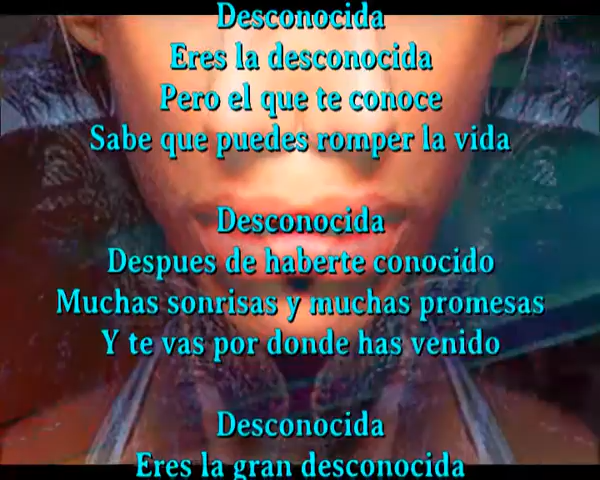 Desconocida
Eres la desconocida
Pero el que te conoce
Sabe que puedes romper la vida
Desconocida
Despues de haberte conocido
Muchas sonrisas y muchas promesas
Y te vas por donde has venido
Desconocida
Eres la gran desconocida